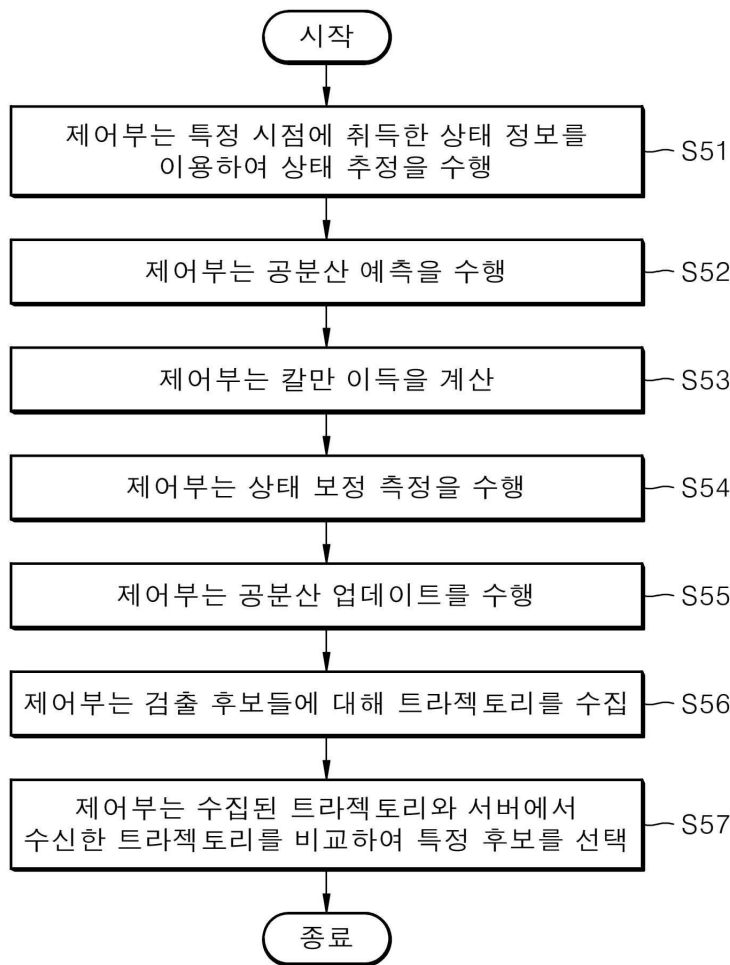 시작
제어부는 특정 시점에 취득한 상태 정보를
이용하여 상태 추정을 수행
S51
제어부는 공분산 예측을 수행
S52
제어부는 칼만 이득을 계산
S53
제어부는 상태 보정 측정을 수행
S54
제어부는 공분산 업데이트를 수행
S55
제어부는 검출 후보들에 대해 트라젝토리를 수집
S56
제어부는 수집된 트라젝토리와 서버에서
수신한 트라젝토리를 비교하여 특정 후보를 선택
S57
종료